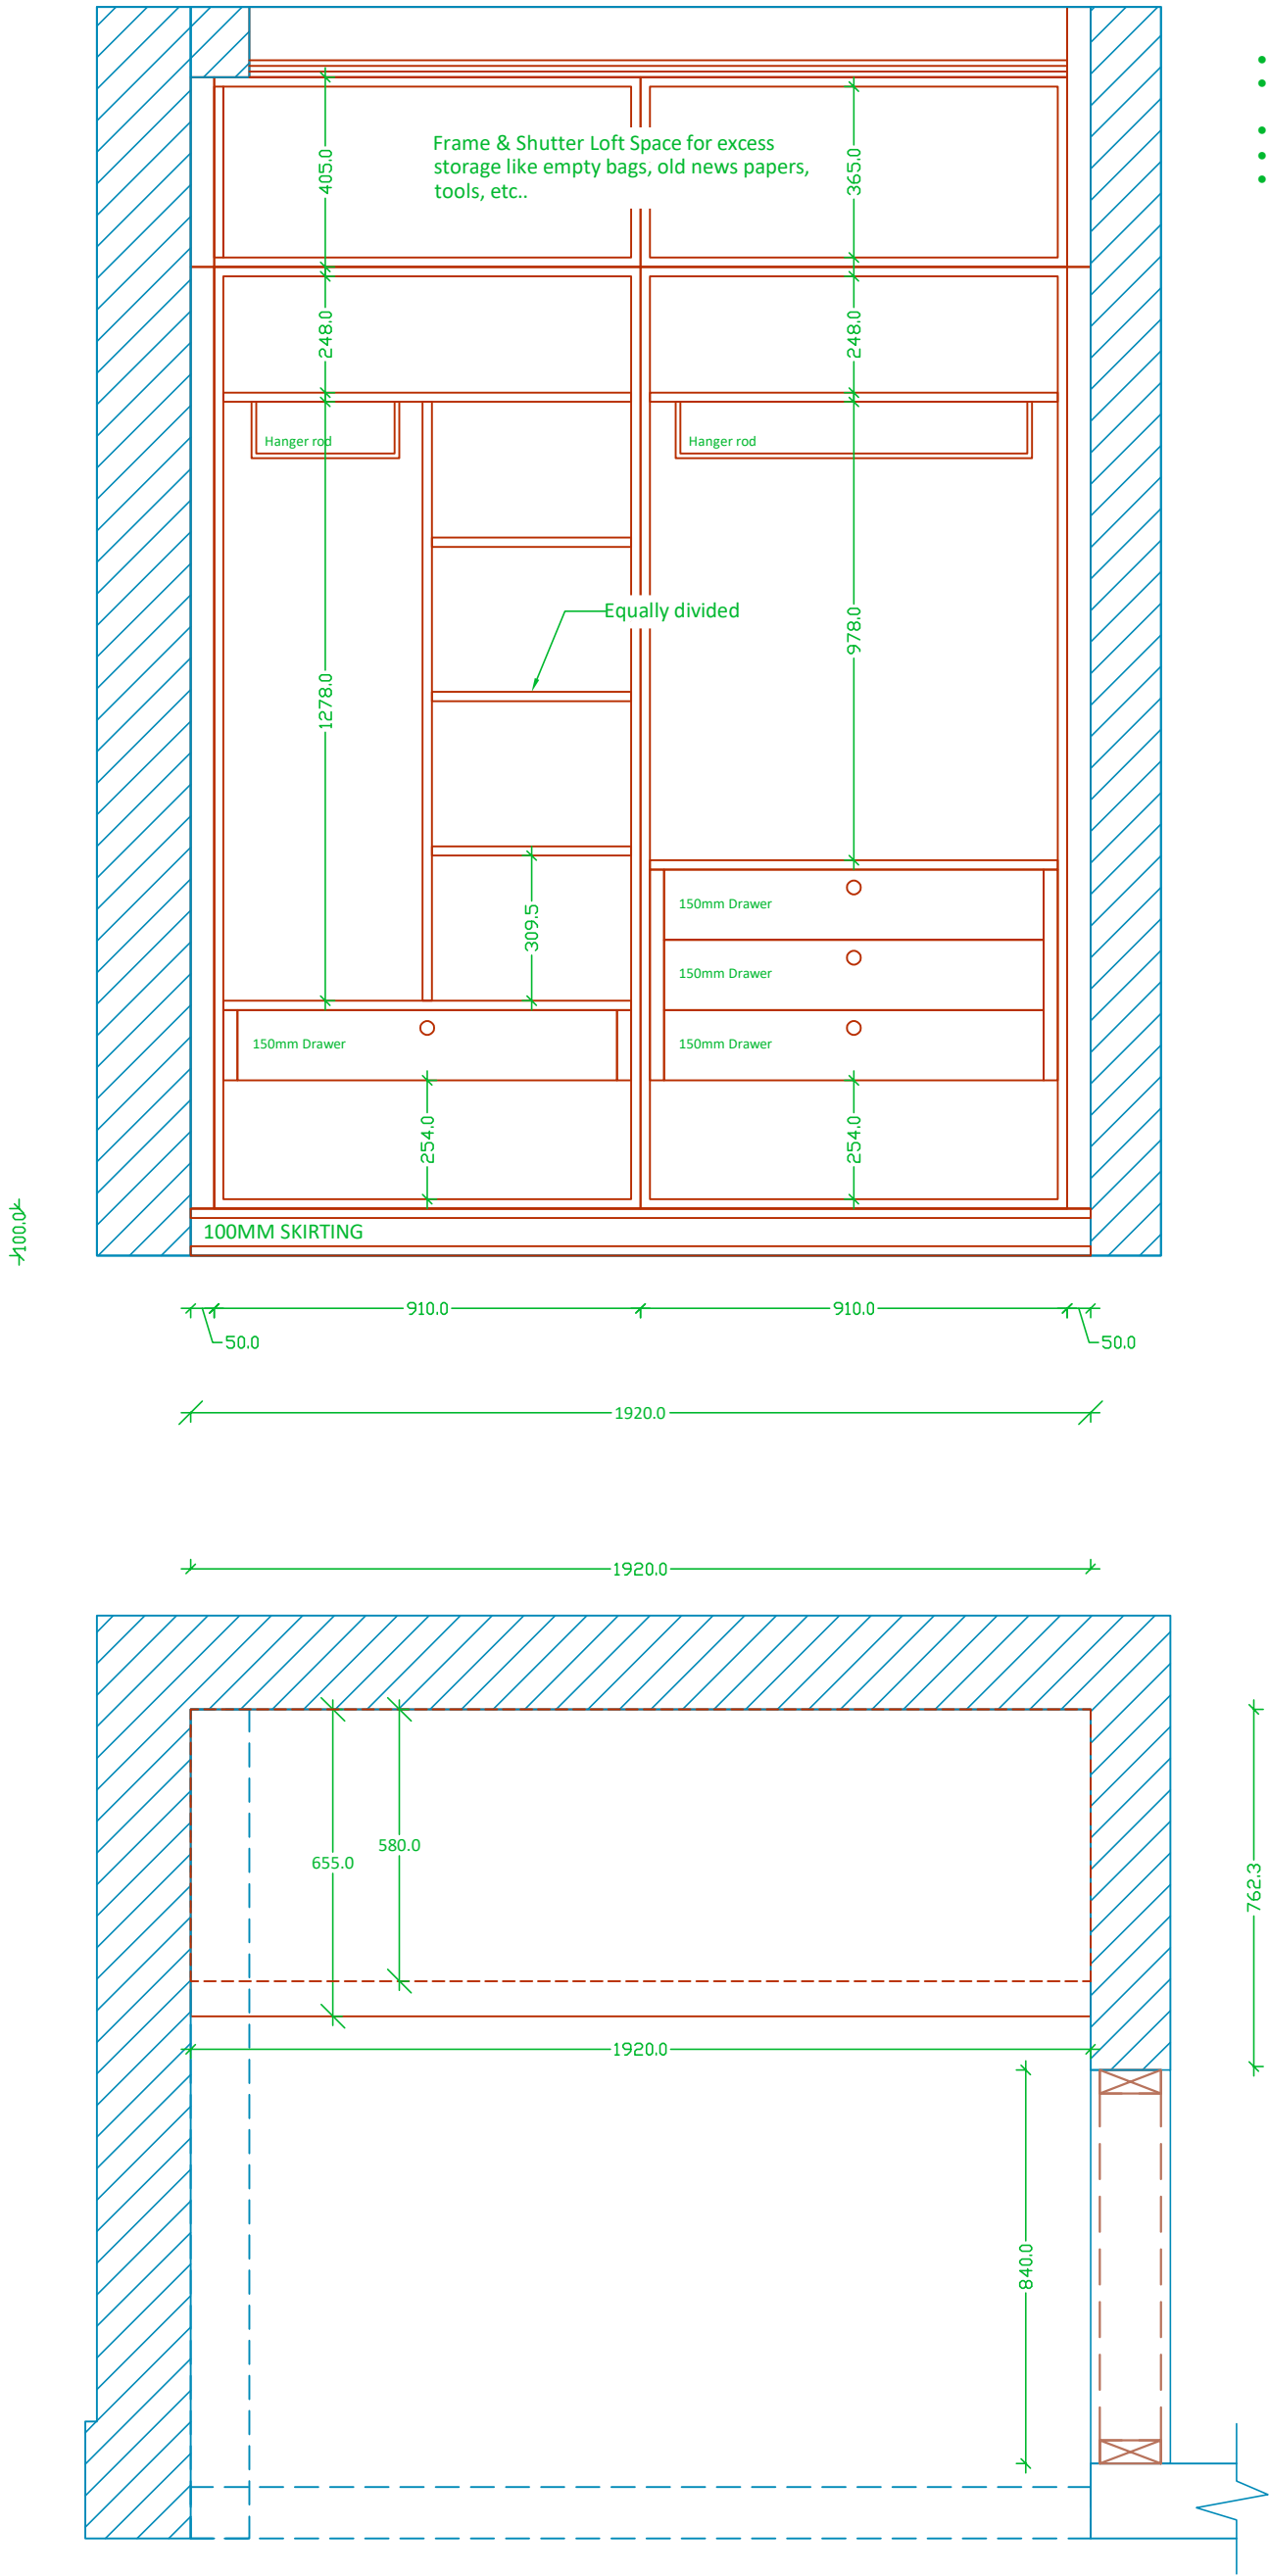 Frame & Shutter Loft Space for excess
storage like empty bags, old news papers,
tools, etc..
405.0
365.0
248.0
248.0
Hanger rod
Hanger rod
Equally divided
978.0
1278.0
309.5
150mm Drawer
150mm Drawer
150mm Drawer
150mm Drawer
254.0
254.0
100.0
100MM SKIRTING
910.0
910.0
50.0
50.0
1920.0
1920.0
580.0
655.0
762.3
1920.0
840.0